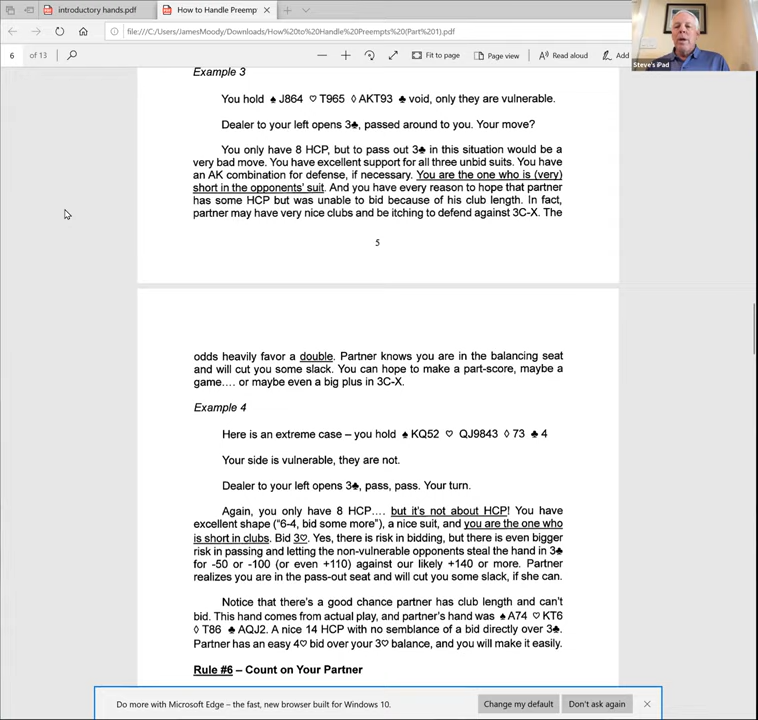 introductory hands.pdf
How to Handle Preempt
file:///C:/Users/JamesMoody/Downloads/How%20to%20Handle%20Preempts%20(Part%201).pdf
6 of 13
Fit to page
Page view
Read aloud
Add
Steve's iPad
Example 3
You hold ♠ J864 ♡ T965 ◊ AKT93 ♣ void, only they are vulnerable.
Dealer to your left opens 3♣, passed around to you. Your move?
You only have 8 HCP, but to pass out 3♣ in this situation would be a
very bad move. You have excellent support for all three unbid suits. You have
an AK combination for defense, if necessary. You are the one who is (very)
short in the opponents' suit. And you have every reason to hope that partner
has some HCP but was unable to bid because of his club length. In fact,
partner may have very nice clubs and be itching to defend against 3C-X. The
5
odds heavily favor a double. Partner knows you are in the balancing seat
and will cut you some slack. You can hope to make a part-score, maybe a
game…. or maybe even a big plus in 3C-X.
Example 4
Here is an extreme case – you hold ♠ KQ52 ♡ QJ9843 ◊ 73 ♣ 4
Your side is vulnerable, they are not.
Dealer to your left opens 3♣, pass, pass. Your turn.
Again, you only have 8 HCP…. but it's not about HCP! You have
excellent shape ("6-4, bid some more"), a nice suit, and you are the one who
is short in clubs. Bid 3♡. Yes, there is risk in bidding, but there is even bigger
risk in passing and letting the non-vulnerable opponents steal the hand in 3♣
for -50 or -100 (or even +110) against our likely +140 or more. Partner
realizes you are in the pass-out seat and will cut you some slack, if she can.
Notice that there's a good chance partner has club length and can't
bid. This hand comes from actual play, and partner's hand was ♠ A74 ♡ KT6
◊ T86 ♣ AQJ2. A nice 14 HCP with no semblance of a bid directly over 3♣.
Partner has an easy 4♡ bid over your 3♡ balance, and you will make it easily.
Rule #6 – Count on Your Partner
Do more with Microsoft Edge – the fast, new browser built for Windows 10.
Change my default
Don't ask again